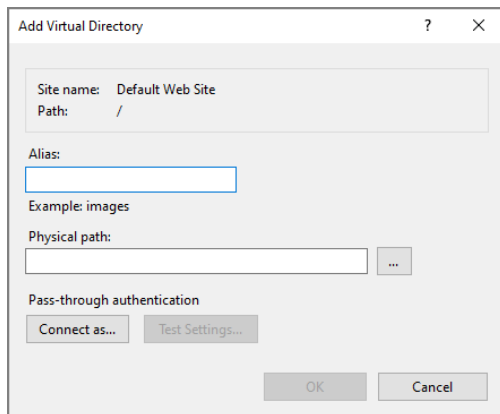 Add Virtual Directory
Site name: Default Web Site
Path: /
Alias:
Example: images
Physical path:
...
Pass-through authentication
Connect as... Test Settings...
OK Cancel